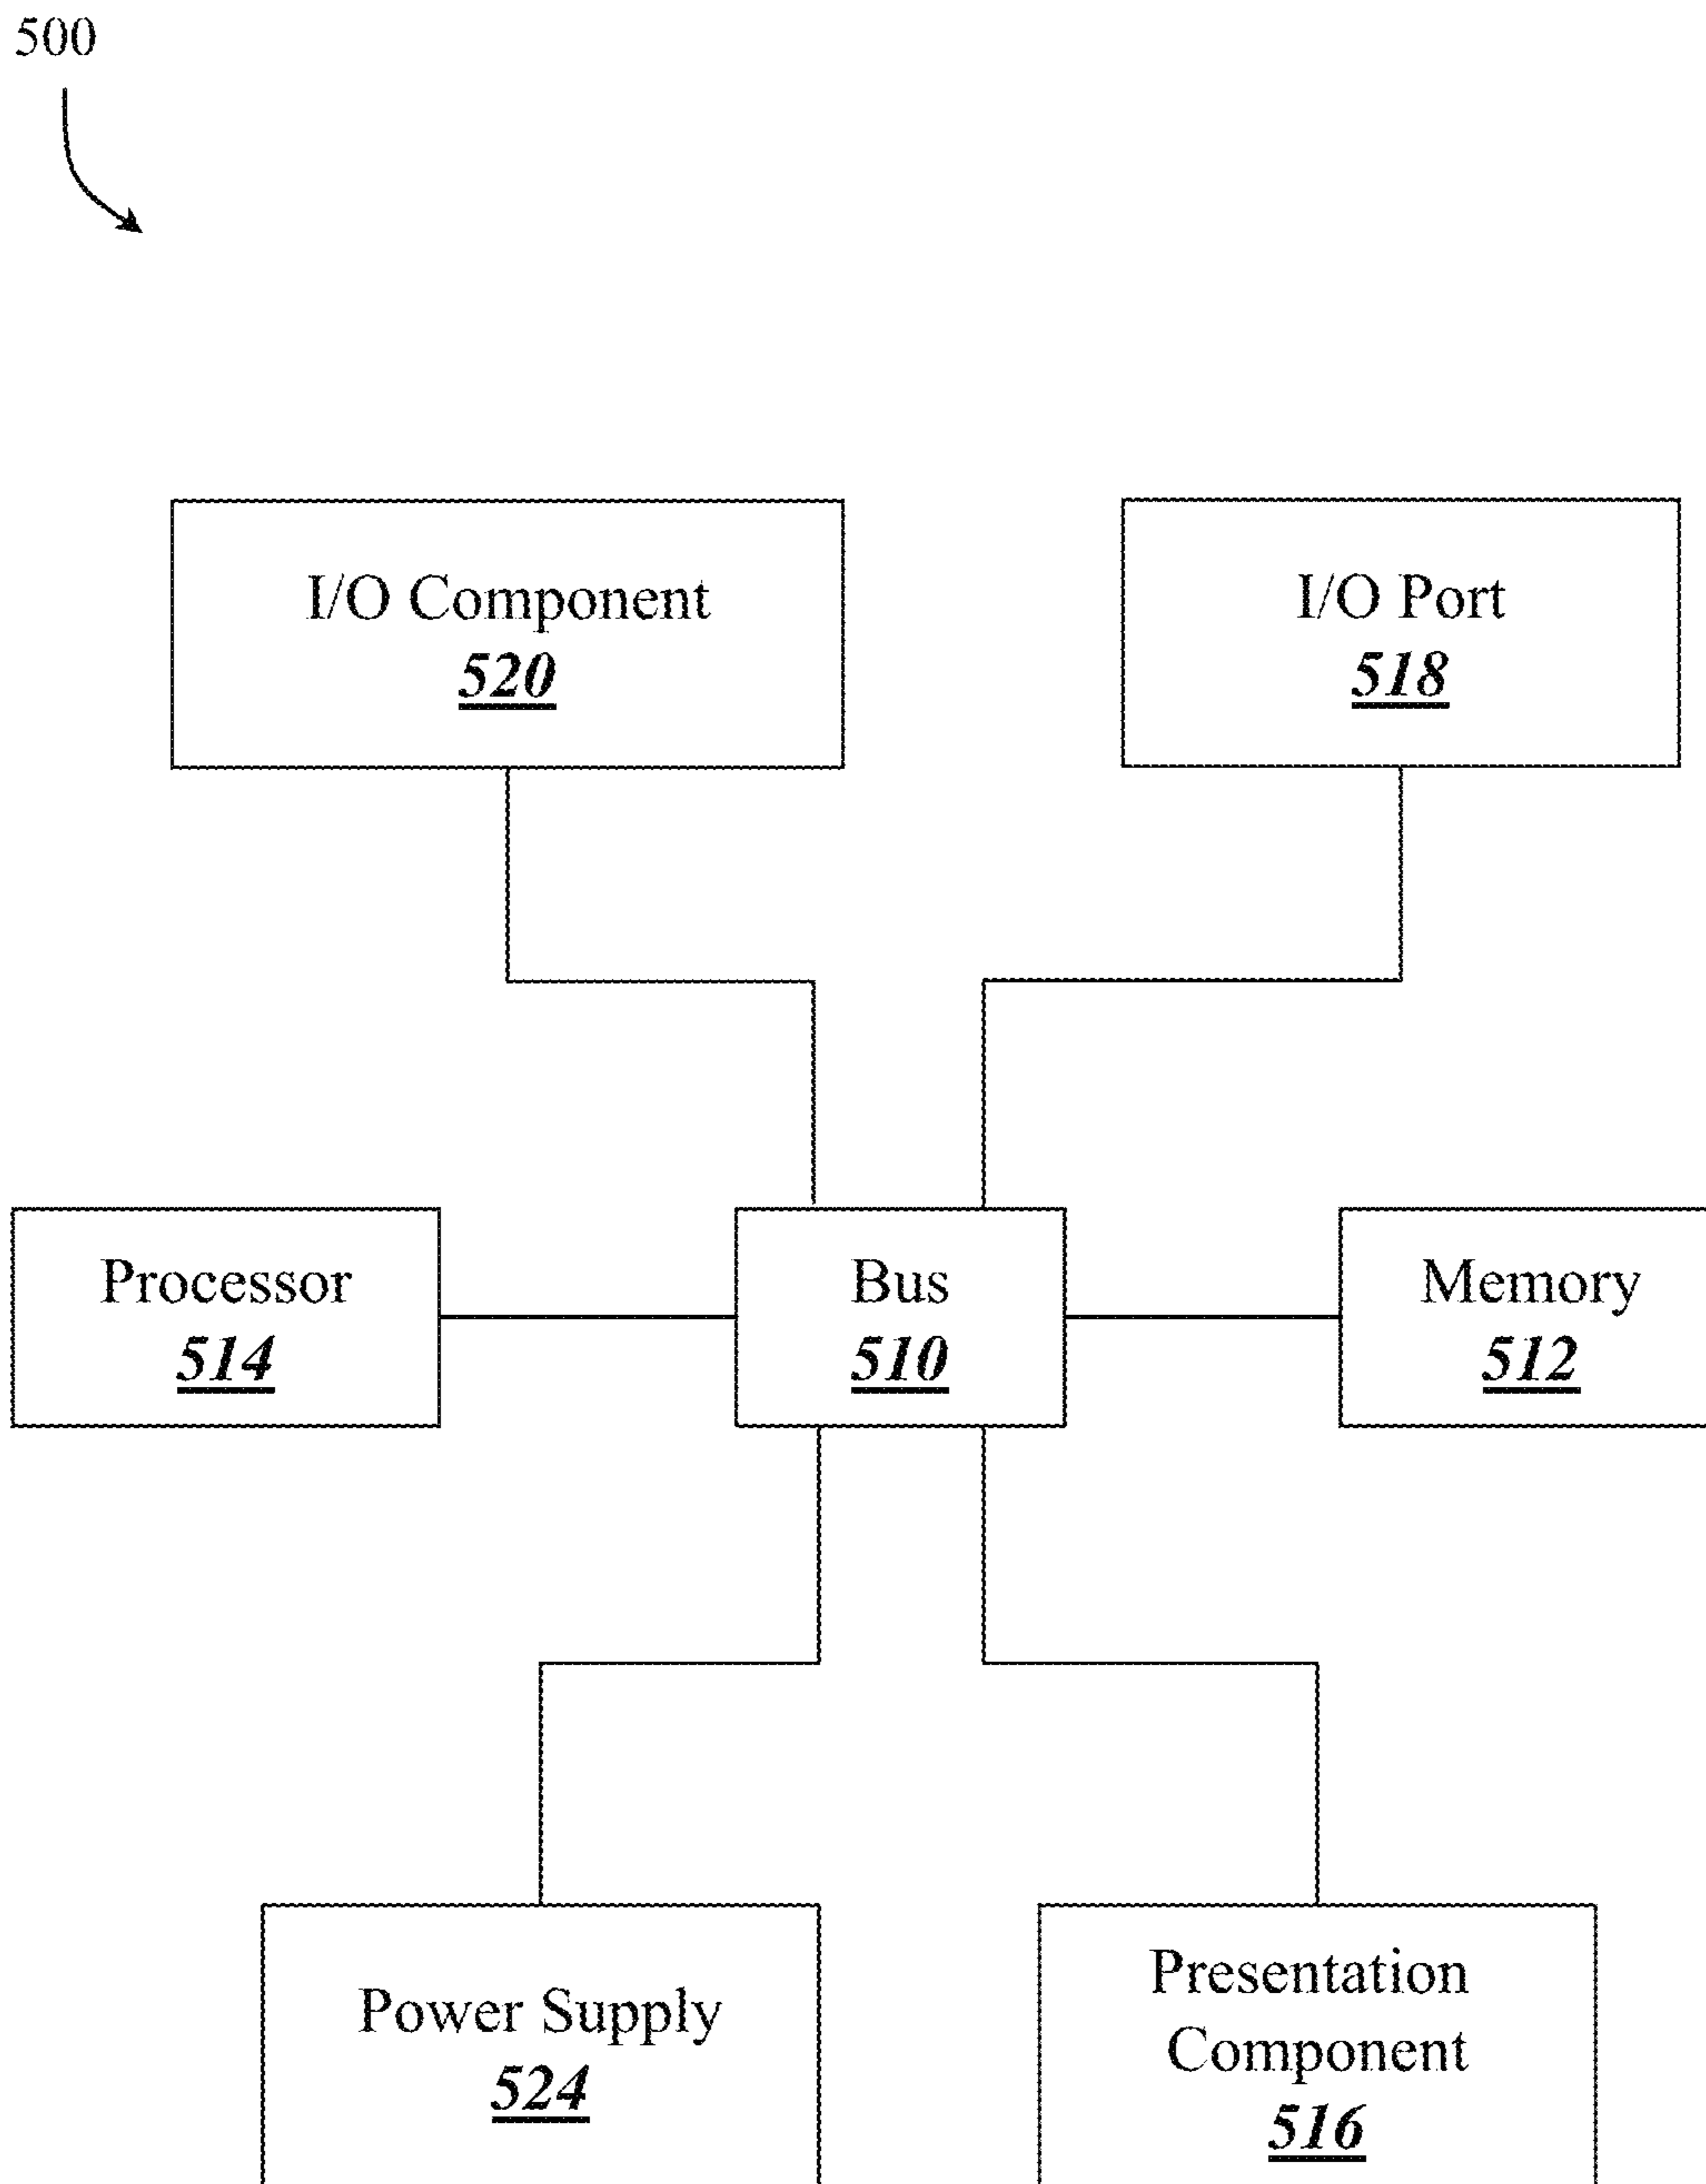 500
I/O Component
520
I/O Port
518
Processor
514
Bus
510
Memory
512
Power Supply
524
Presentation
Component
516